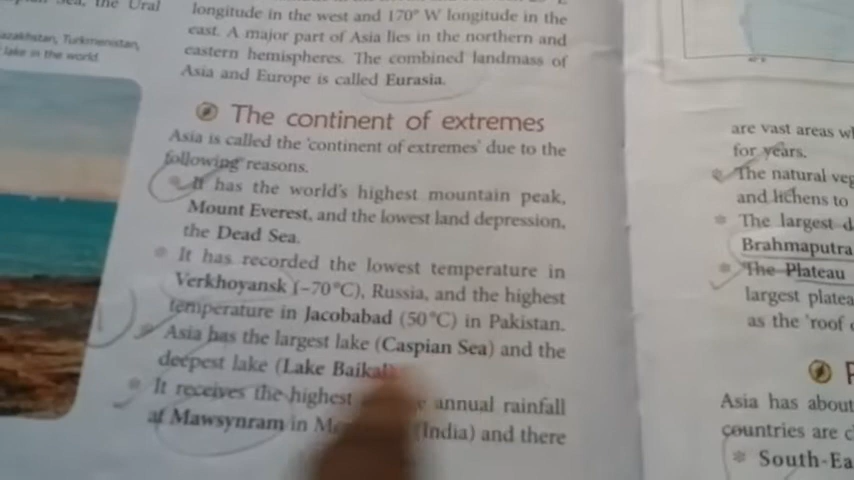 the Ural
Kazakhstan, Turkmenistan,
lake in the world
longitude in the west and 170° W longitude in the
east. A major part of Asia lies in the northern and
eastern hemispheres. The combined landmass of
Asia and Europe is called Eurasia.
The continent of extremes
Asia is called the 'continent of extremes' due to the
following reasons.
It has the world's highest mountain peak,
Mount Everest, and the lowest land depression,
the Dead Sea.
It has recorded the lowest temperature in
Verkhoyansk (–70°C), Russia, and the highest
temperature in Jacobabad (50°C) in Pakistan.
Asia has the largest lake (Caspian Sea) and the
deepest lake (Lake Baikal)
It receives the highest annual rainfall
at Mawsynram in (India) and there
are vast areas
for years.
The natural
and lichens to
The largest
Brahmaputra
The Plateau
largest
as the 'roof
Asia has about
countries are
South-